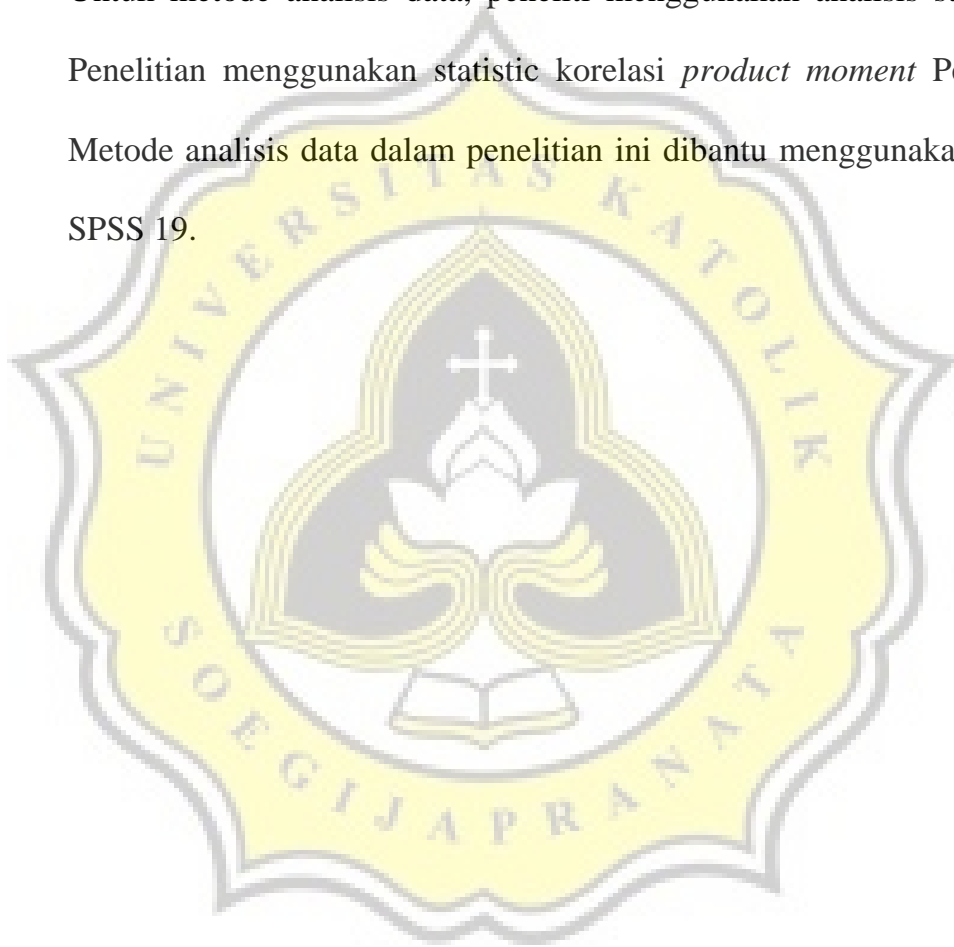 Untuk metode analisis data, peneliti menggunakan analisis
Penelitian menggunakan statistic korelasi product moment
Metode analisis data dalam penelitian ini dibantu
SPSS 19.
UNIVERSITAS KATOLIK
SOEGIJAPRANATA